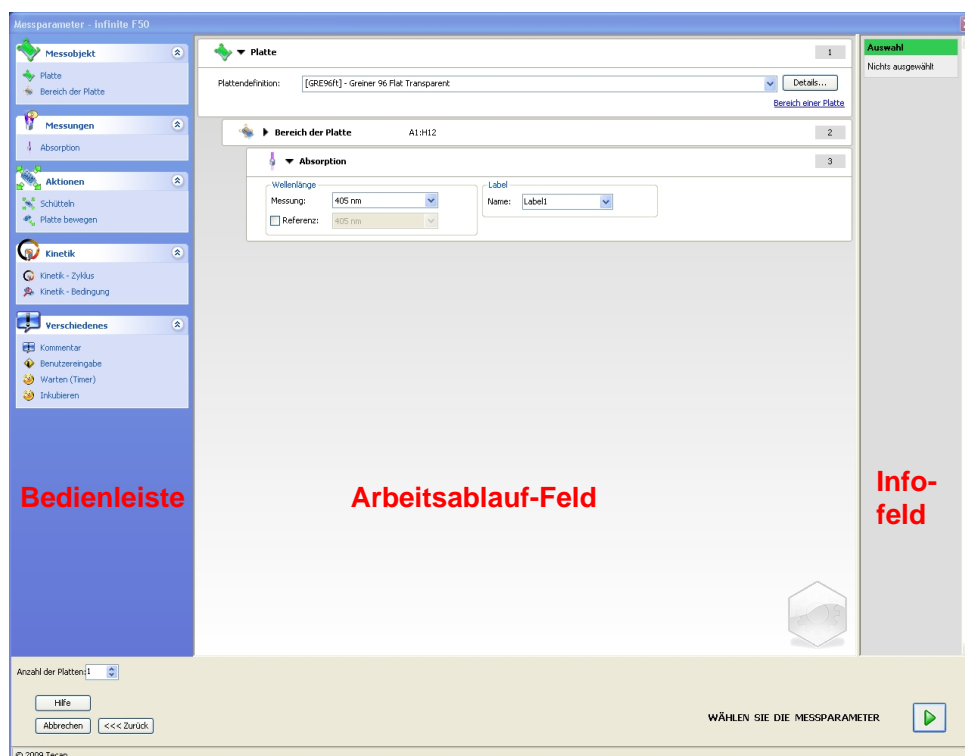 Messparameter - infinite F50
Messobjekt
Platte
Bereich der Platte
Messungen
Absorption
Aktionen
Schütteln
Platte bewegen
Kinetik
Kinetik - Zyklus
Kinetik - Bedingung
Verschiedenes
Kommentar
Benutzereingabe
Warten (Timer)
Inkubieren
Bedienleiste
Platte 1
Plattendefinition: [GRE96ft] - Greiner 96 Flat Transparent Details...
Bereich einer Platte
Bereich der Platte A1:H12 2
Absorption 3
Wellenlänge
Messung: 405 nm
Referenz: 405 nm
Label
Name: Label1
Arbeitsablauf-Feld
Auswahl
Nichts ausgewählt
Info-
feld
Anzahl der Platten: 1
Hilfe
Abbrechen <<< Zurück
WÄHLEN SIE DIE MESSPARAMETER
© 2009 Tecan